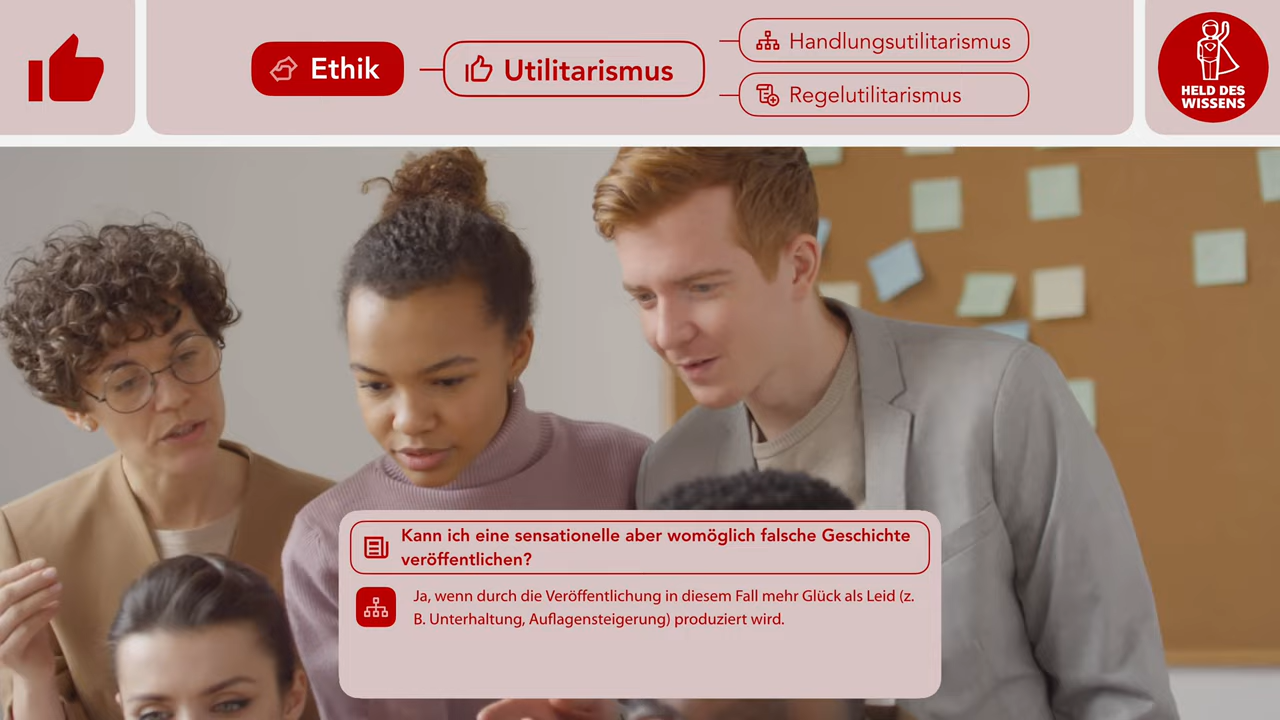 Ethik
Utilitarismus
Handlungsutilitarismus
Regelutilitarismus
HELD DES
WISSENS
Kann ich eine sensationelle aber womöglich falsche Geschichte
veröffentlichen?
Ja, wenn durch die Veröffentlichung in diesem Fall mehr Glück als Leid (z.
B. Unterhaltung, Auflagensteigerung) produziert wird.